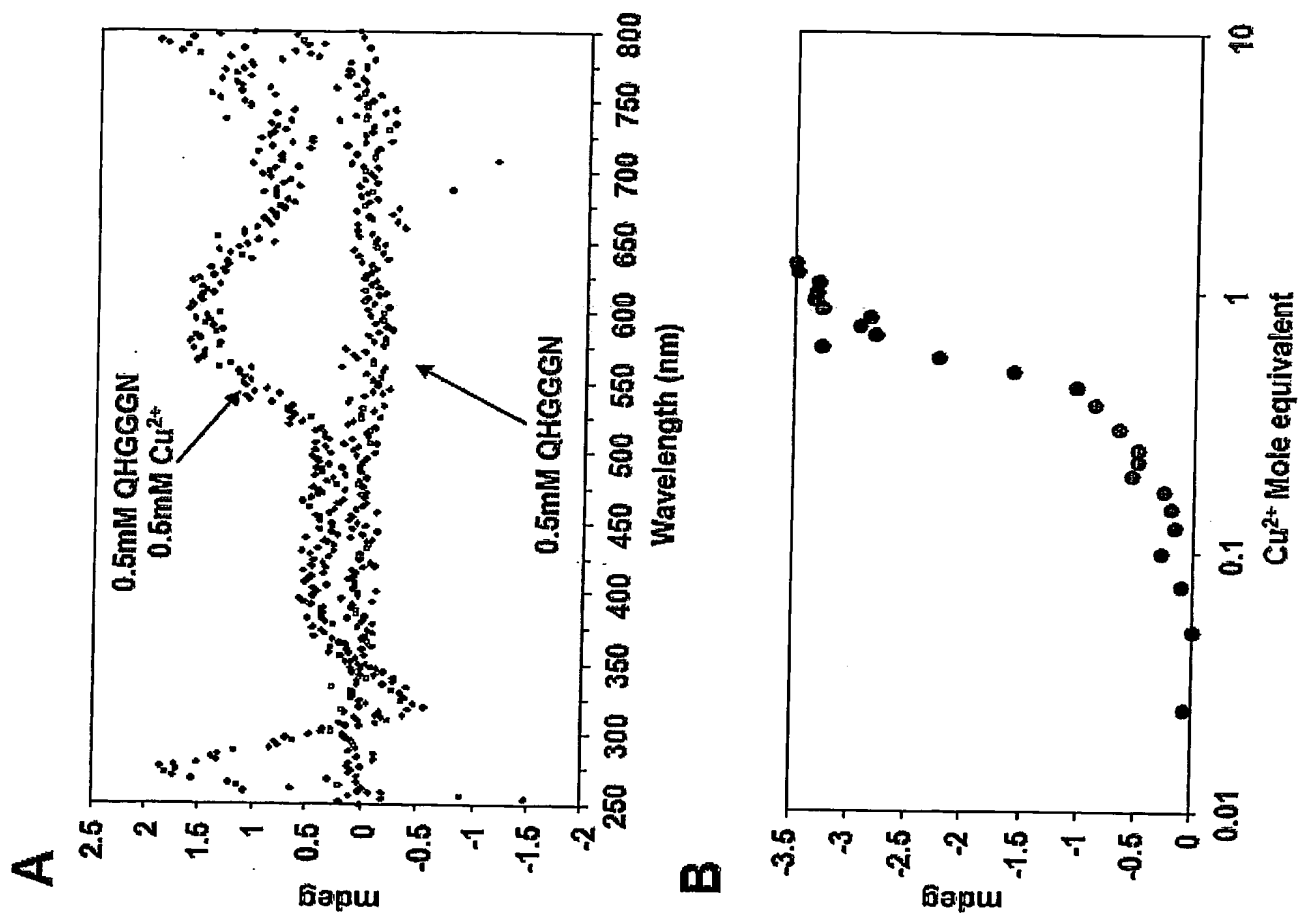 A
2.5
2
1.5
1
0.5
0
-0.5
-1
-1.5
-2
mdeg
0.5mM QHGGGN
0.5mM Cu²⁺
0.5mM QHGGGN
250 300 350 400 450 500 550 600 650 700 750 800
Wavelength (nm)
B
-3.5
-3
-2.5
-2
-1.5
-1
-0.5
0
mdeg
0.01 0.1 1 10
Cu²⁺ Mole equivalent